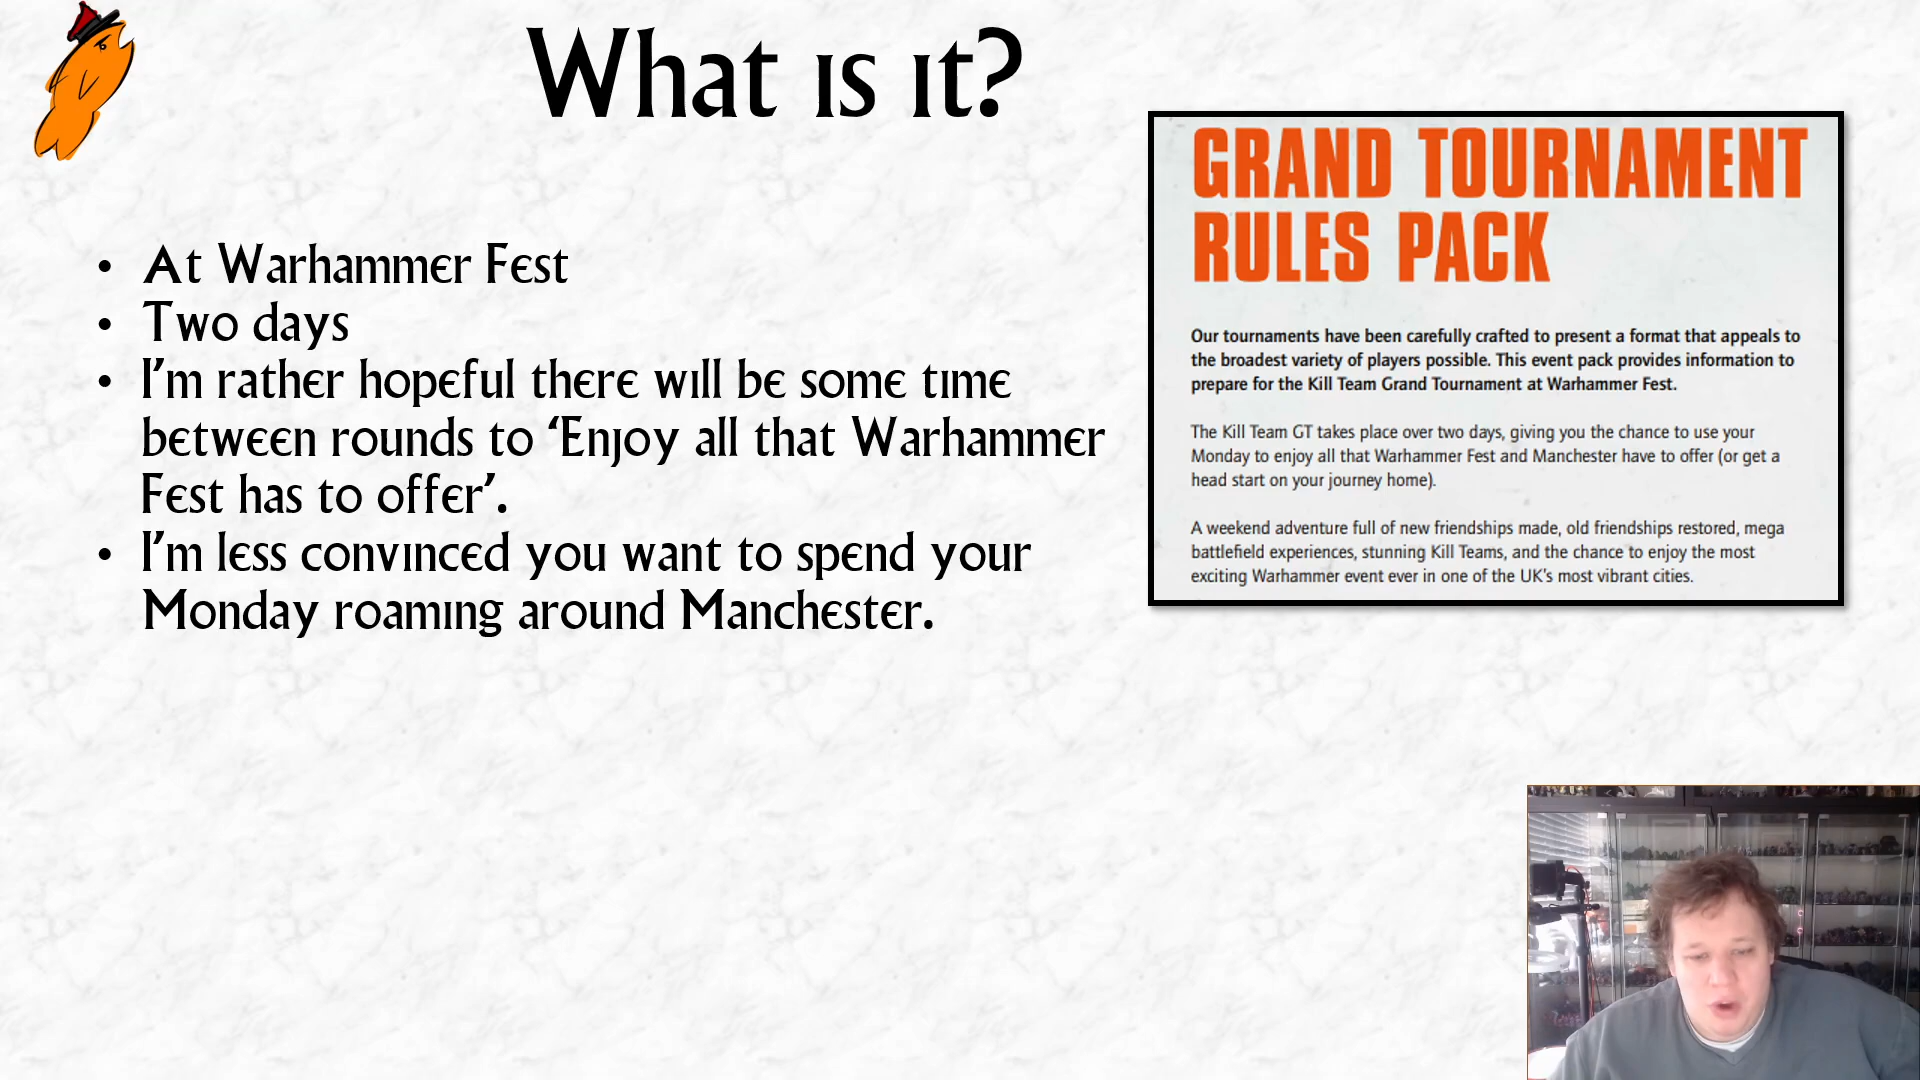 What is it?
• At Warhammer Fest
• Two days
• I'm rather hopeful there will be some time
between rounds to ‘Enjoy all that Warhammer
Fest has to offer’.
• I'm less convinced you want to spend your
Monday roaming around Manchester.
GRAND TOURNAMENT
RULES PACK
Our tournaments have been carefully crafted to present a format that appeals to
the broadest variety of players possible. This event pack provides information to
prepare for the Kill Team Grand Tournament at Warhammer Fest.
The Kill Team GT takes place over two days, giving you the chance to use your
Monday to enjoy all that Warhammer Fest and Manchester have to offer (or get a
head start on your journey home).
A weekend adventure full of new friendships made, old friendships restored, mega
battlefield experiences, stunning Kill Teams, and the chance to enjoy the most
exciting Warhammer event ever in one of the UK's most vibrant cities.